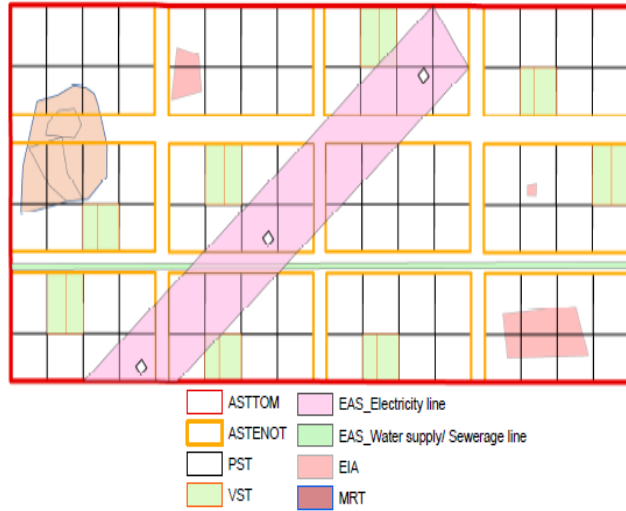 ASTTOM
EAS_Electricity line
ASTENOT
EAS_Water supply/ Sewerage line
PST
EIA
VST
MRT